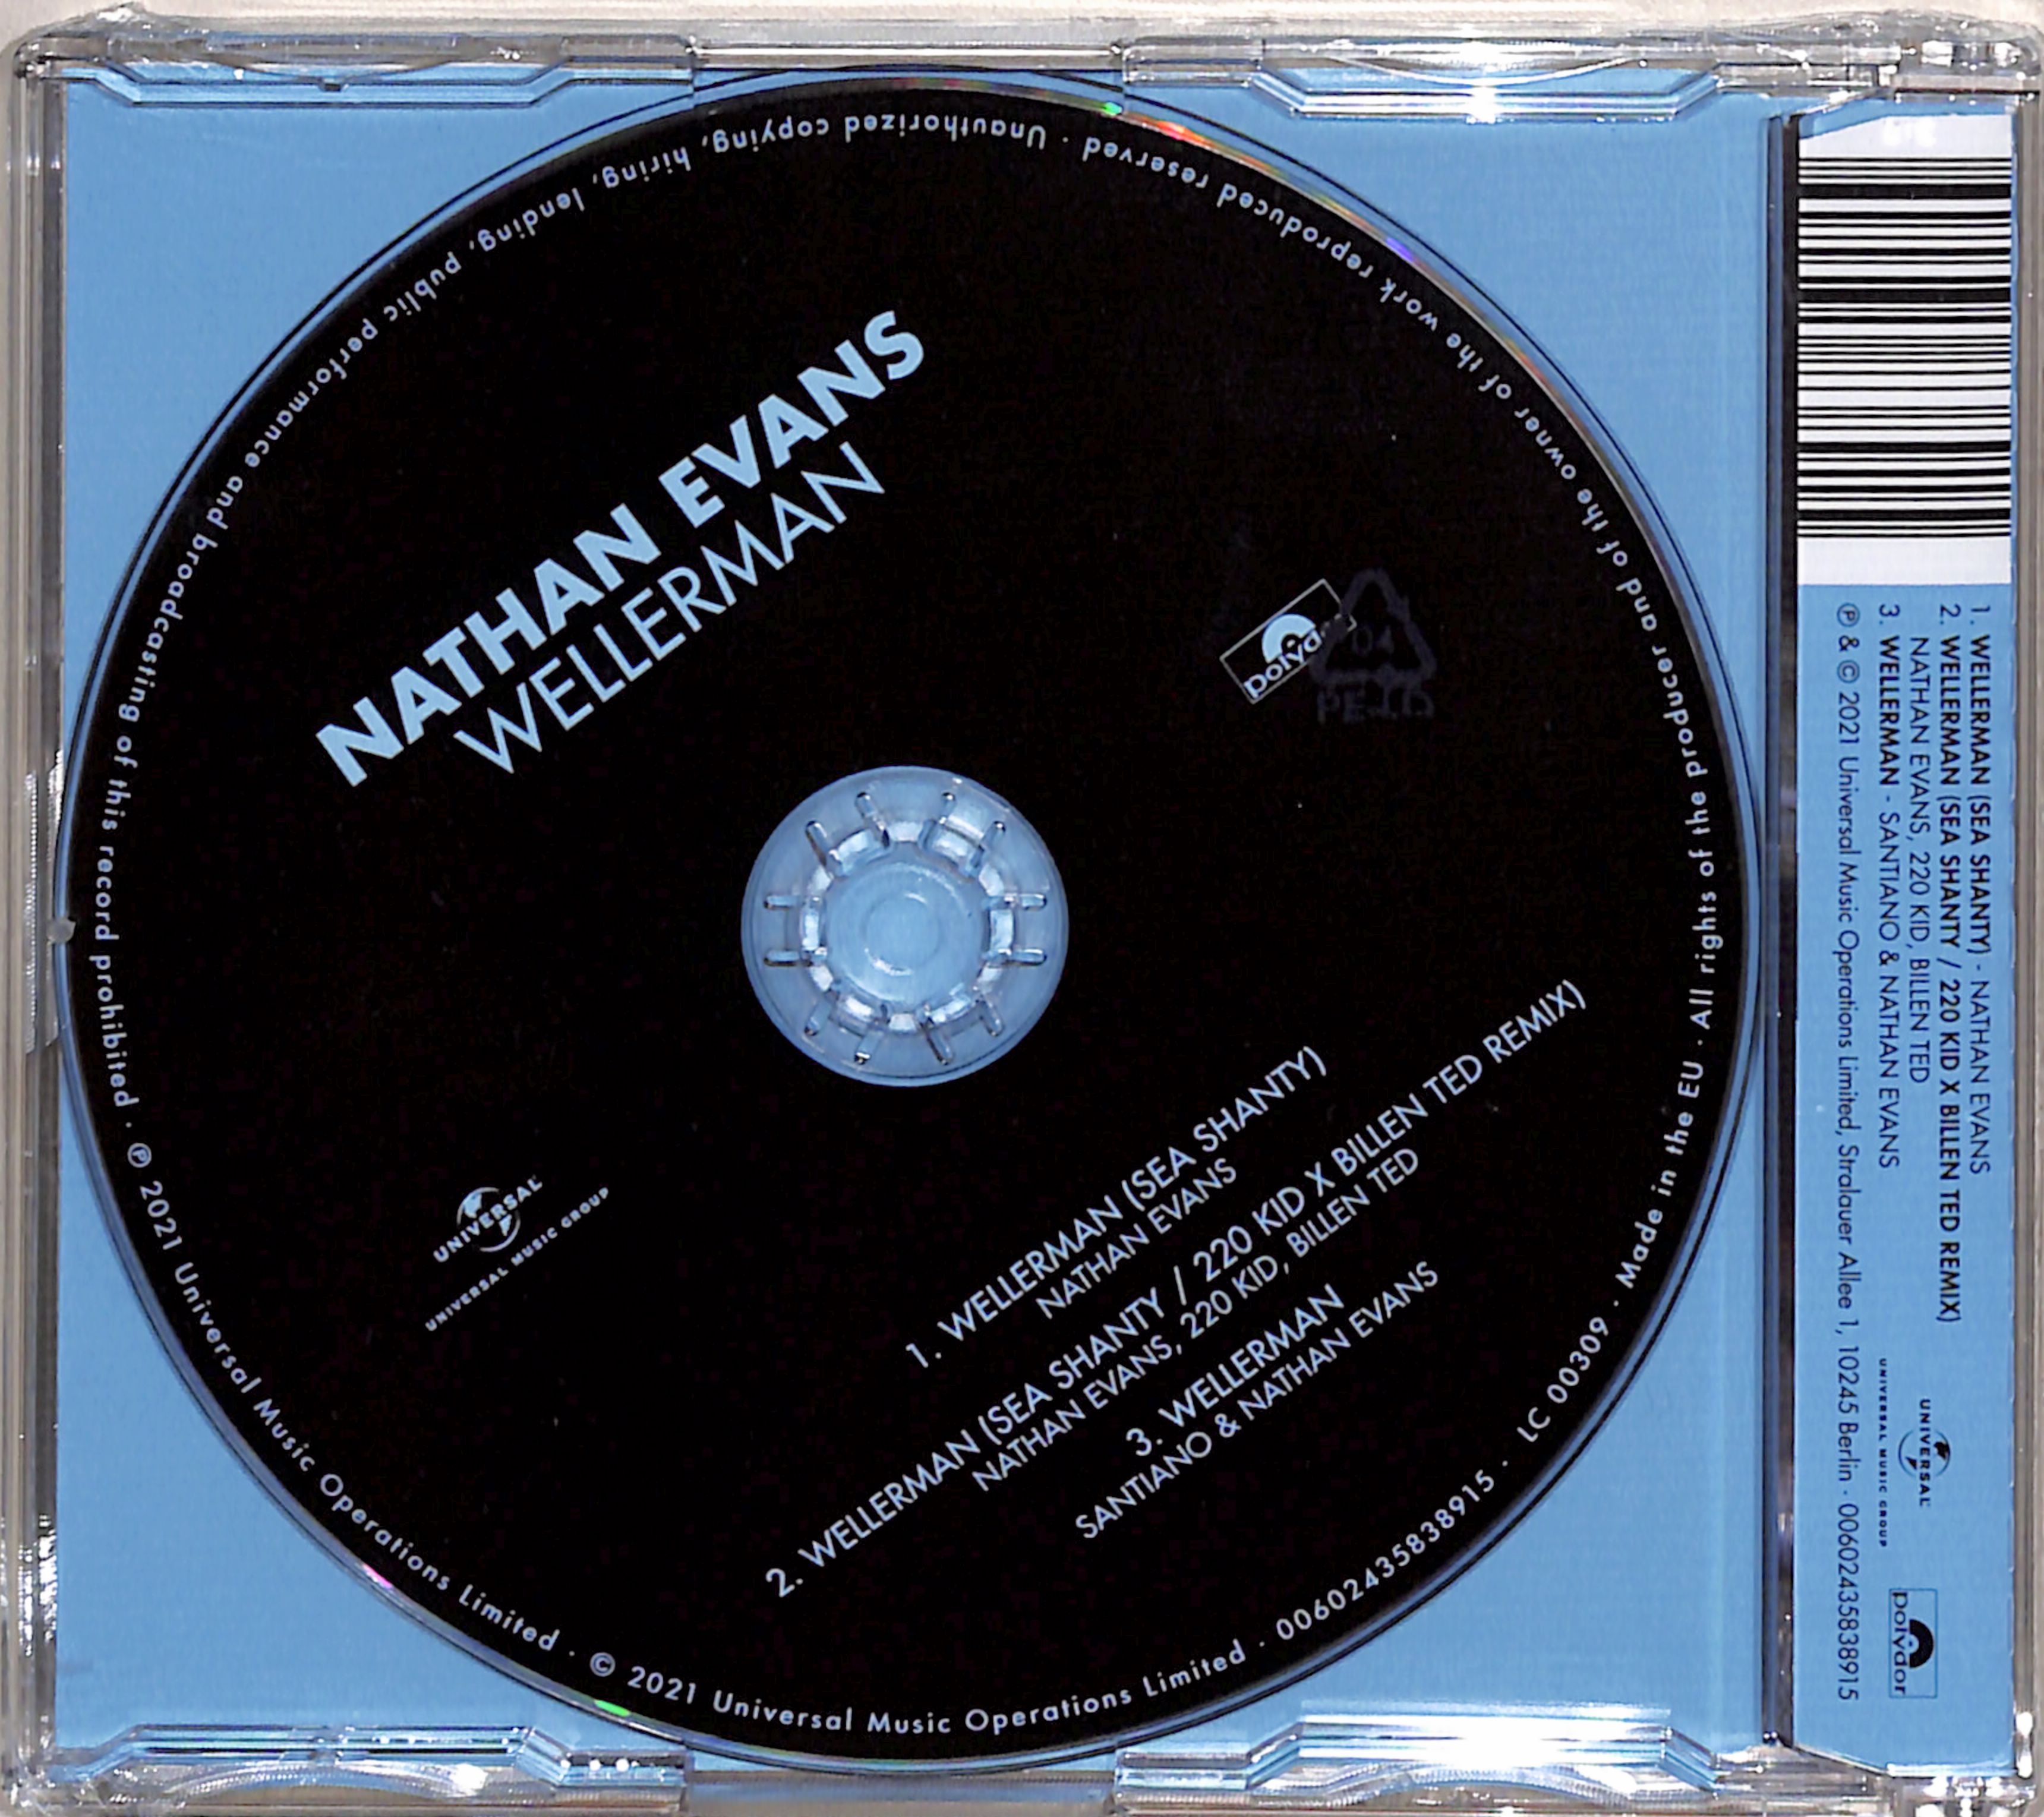 NATHAN EVANS
WELLERMAN
polydor
04
PE-LD
UNIVERSAL
UNIVERSAL MUSIC GROUP
1. WELLERMAN (SEA SHANTY)
NATHAN EVANS
2. WELLERMAN (SEA SHANTY / 220 KID X BILLEN TED REMIX)
NATHAN EVANS, 220 KID, BILLEN TED
3. WELLERMAN
SANTIANO & NATHAN EVANS
℗ 2021 Universal Music Operations Limited · © 2021 Universal Music Operations Limited · 00602435838915 · LC 00309 · Made in the EU · All rights of the producer and of the owner of the work reproduced reserved · Unauthorized copying, hiring, lending, public performance and broadcasting of this record prohibited ·
1. WELLERMAN (SEA SHANTY) - NATHAN EVANS
2. WELLERMAN (SEA SHANTY / 220 KID X BILLEN TED REMIX)
NATHAN EVANS, 220 KID, BILLEN TED
3. WELLERMAN - SANTIANO & NATHAN EVANS
℗ & © 2021 Universal Music Operations Limited, Stralauer Allee 1, 10245 Berlin · 00602435838915
UNIVERSAL
UNIVERSAL MUSIC GROUP
polydor